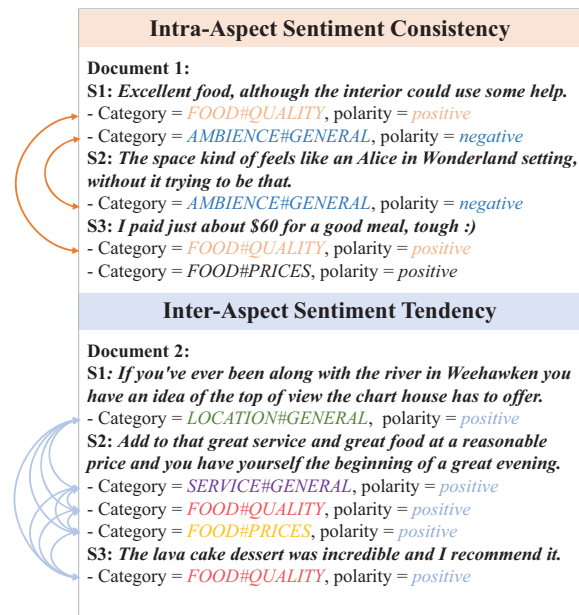 Intra-Aspect Sentiment Consistency
Document 1:
S1: Excellent food, although the interior could use some help.
- Category = FOOD#QUALITY, polarity = positive
- Category = AMBIENCE#GENERAL, polarity = negative
S2: The space kind of feels like an Alice in Wonderland setting,
without it trying to be that.
- Category = AMBIENCE#GENERAL, polarity = negative
S3: I paid just about $60 for a good meal, tough :)
- Category = FOOD#QUALITY, polarity = positive
- Category = FOOD#PRICES, polarity = positive
Inter-Aspect Sentiment Tendency
Document 2:
S1: If you've ever been along with the river in Weehawken you
have an idea of the top of view the chart house has to offer.
- Category = LOCATION#GENERAL, polarity = positive
S2: Add to that great service and great food at a reasonable
price and you have yourself the beginning of a great evening.
- Category = SERVICE#GENERAL, polarity = positive
- Category = FOOD#QUALITY, polarity = positive
- Category = FOOD#PRICES, polarity = positive
S3: The lava cake dessert was incredible and I recommend it.
- Category = FOOD#QUALITY, polarity = positive